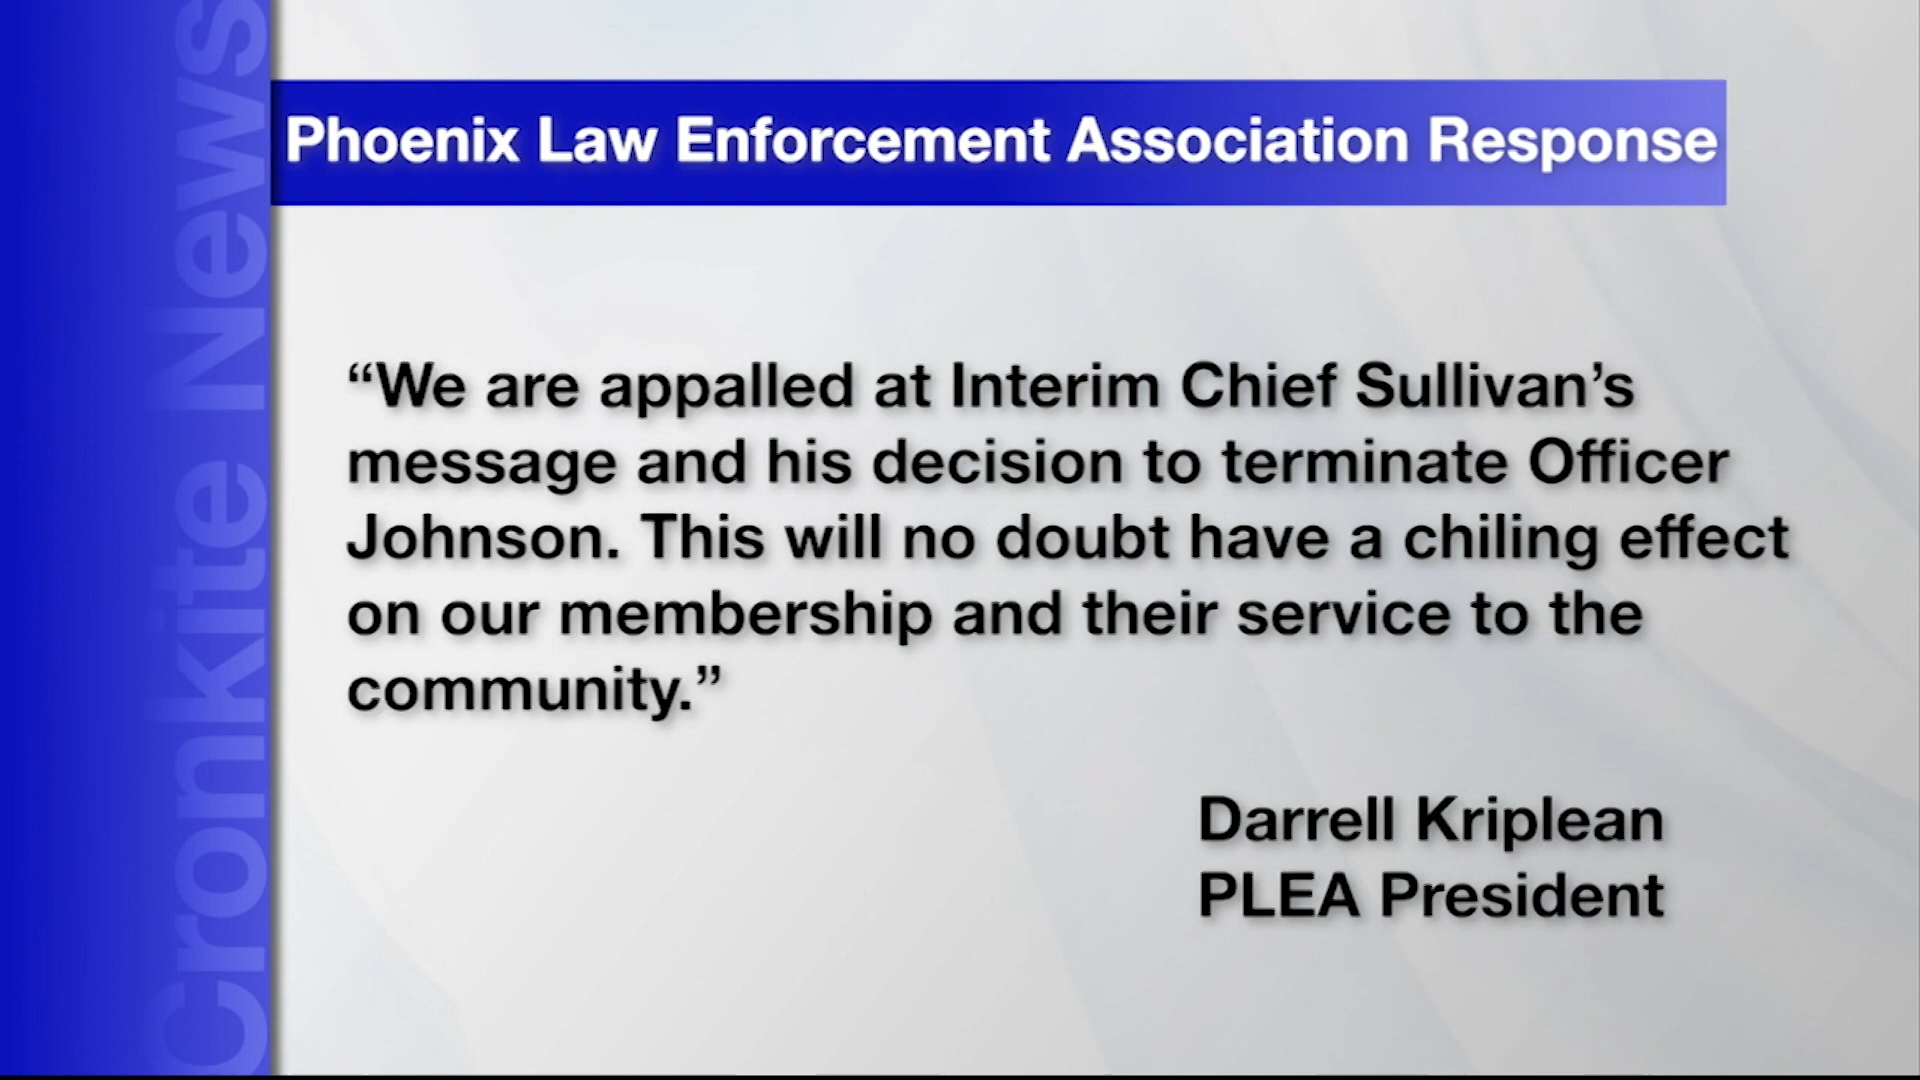 Cronkite News
Phoenix Law Enforcement Association Response
“We are appalled at Interim Chief Sullivan’s
message and his decision to terminate Officer
Johnson. This will no doubt have a chiling effect
on our membership and their service to the
community.”
Darrell Kriplean
PLEA President